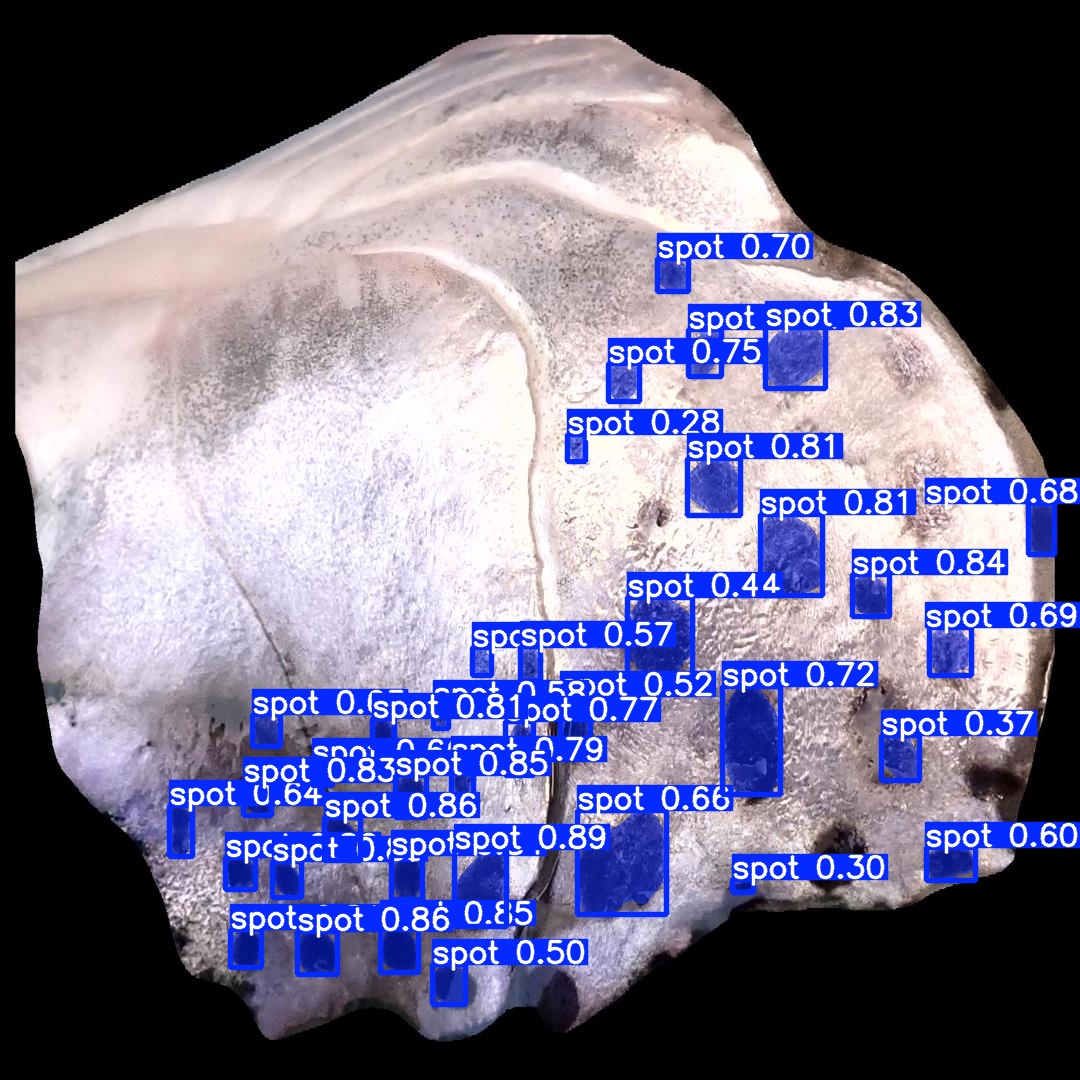 spot 0.70
spot
spot 0.83
spot 0.75
spot 0.28
spot 0.81
spot 0.68
spot 0.81
spot 0.84
spot 0.44
spot 0.69
spot 0.57
spot 0.72
0.52
spot 0.81
0.77
spot 0.37
0.79
spot 0.83
spot 0.85
spot 0.64
spot 0.86
spot 0.66
spot 0.89
spot 0.60
spot 0.30
spot
spot 0.86
0.85
spot 0.50